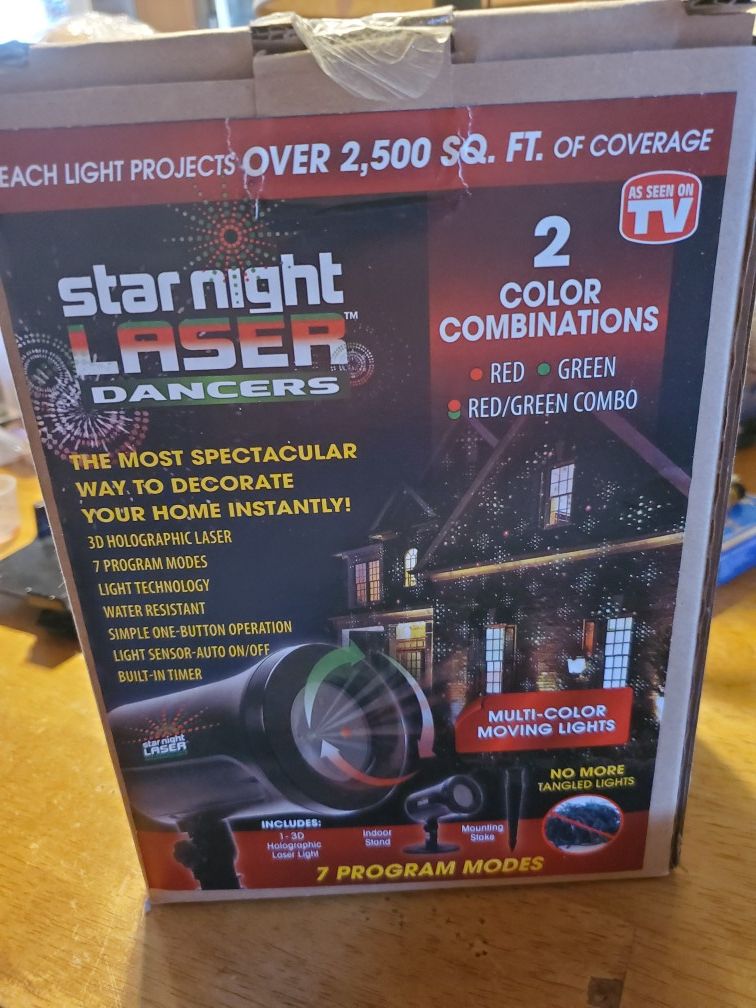 EACH LIGHT PROJECTS OVER 2,500 SQ. FT. OF COVERAGE
AS SEEN ON
TV
star night
LASER™
DANCERS
2
COLOR
COMBINATIONS
RED GREEN
RED/GREEN COMBO
THE MOST SPECTACULAR
WAY TO DECORATE
YOUR HOME INSTANTLY!
3D HOLOGRAPHIC LASER
7 PROGRAM MODES
LIGHT TECHNOLOGY
WATER RESISTANT
SIMPLE ONE-BUTTON OPERATION
LIGHT SENSOR-AUTO ON/OFF
BUILT-IN TIMER
star night
LASER
MULTI-COLOR
MOVING LIGHTS
NO MORE
TANGLED LIGHTS
INCLUDES:
1 - 3D
Holographic
Laser Light
Indoor
Stand
Mounting
Stake
7 PROGRAM MODES